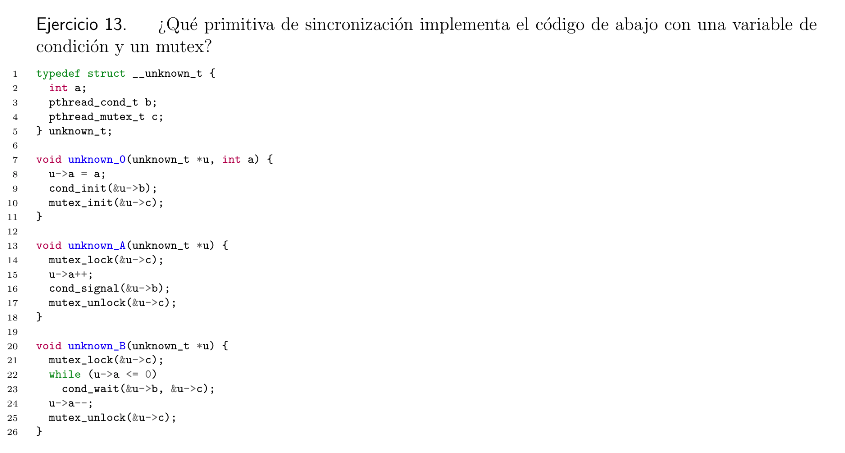 Ejercicio 13. ¿Qué primitiva de sincronización implementa el código de abajo con una variable de
condición y un mutex?
1 typedef struct __unknown_t {
2 int a;
3 pthread_cond_t b;
4 pthread_mutex_t c;
5 } unknown_t;
6
7 void unknown_0(unknown_t *u, int a) {
8 u->a = a;
9 cond_init(&u->b);
10 mutex_init(&u->c);
11 }
12
13 void unknown_A(unknown_t *u) {
14 mutex_lock(&u->c);
15 u->a++;
16 cond_signal(&u->b);
17 mutex_unlock(&u->c);
18 }
19
20 void unknown_B(unknown_t *u) {
21 mutex_lock(&u->c);
22 while (u->a <= 0)
23 cond_wait(&u->b, &u->c);
24 u->a--;
25 mutex_unlock(&u->c);
26 }